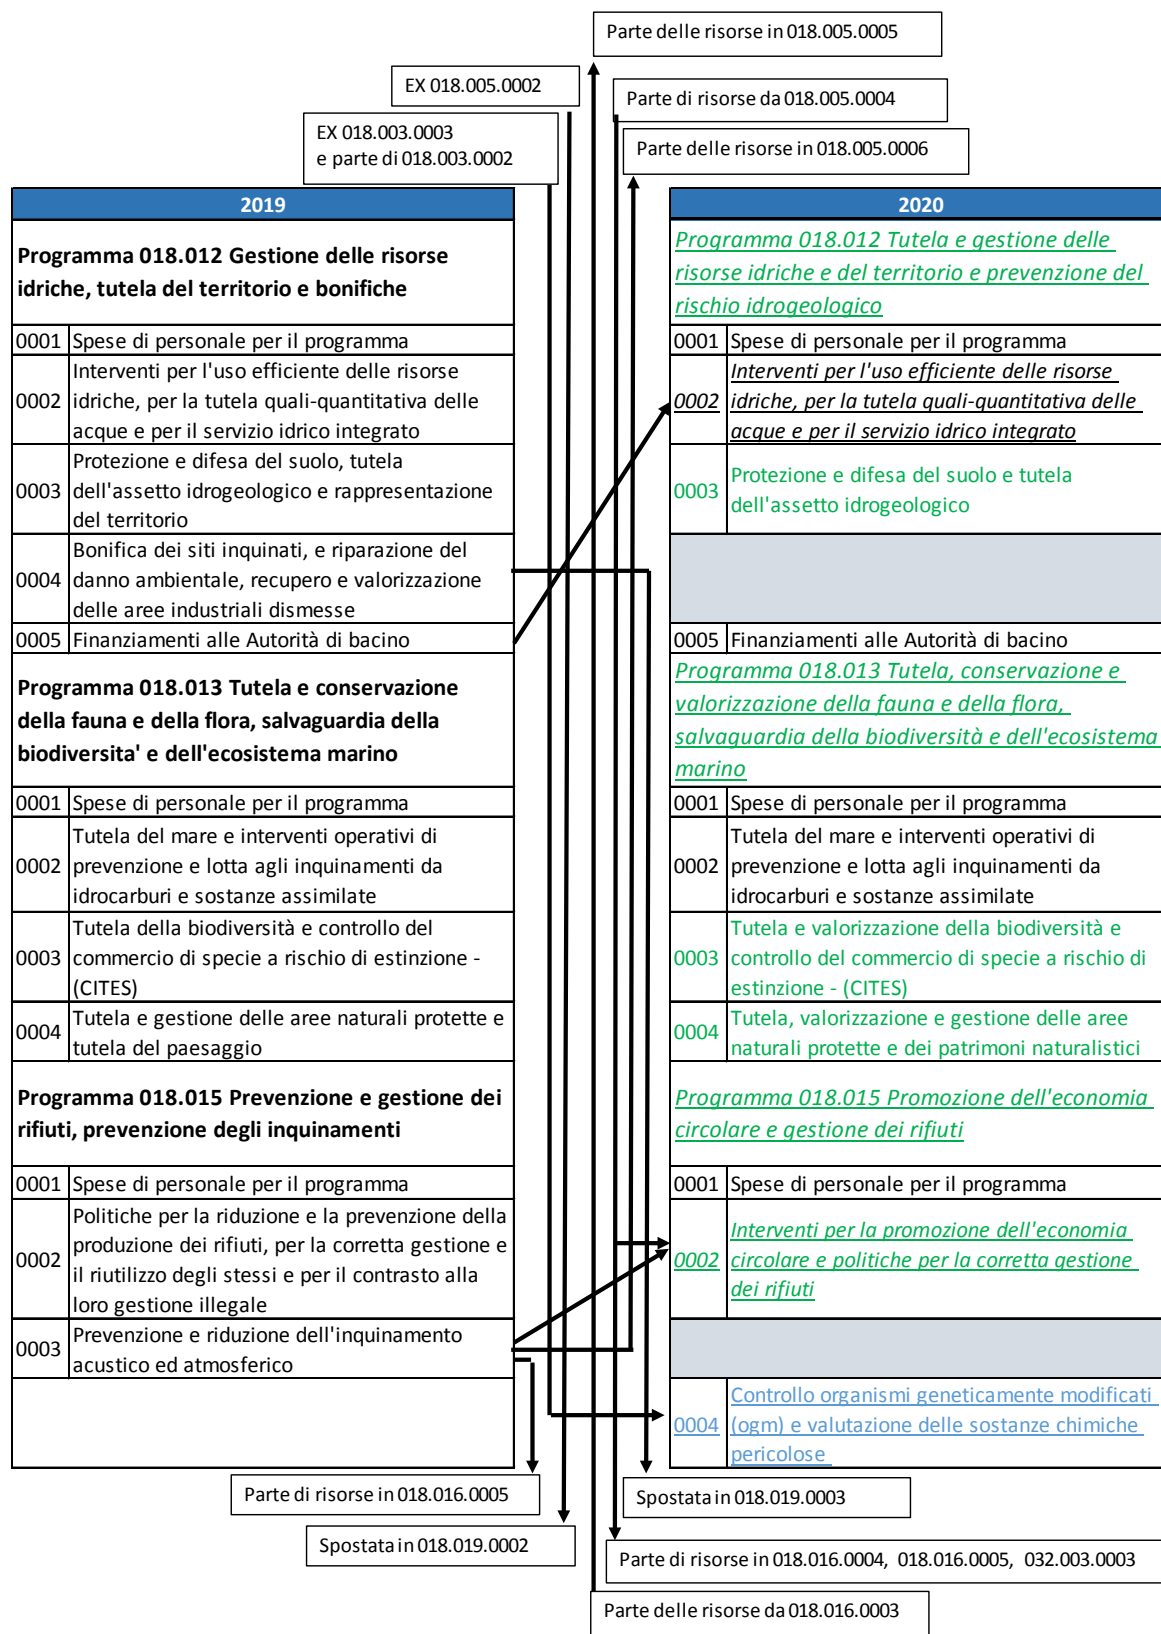 Parte delle risorse in 018.005.0005
EX 018.005.0002
Parte di risorse da 018.005.0004
EX 018.003.0003
e parte di 018.003.0002
Parte delle risorse in 018.005.0006
2019
Programma 018.012 Gestione delle risorse
idriche, tutela del territorio e bonifiche
0001 Spese di personale per il programma
0002 Interventi per l'uso efficiente delle risorse
idriche, per la tutela quali-quantitativa delle
acque e per il servizio idrico integrato
0003 Protezione e difesa del suolo, tutela
dell'assetto idrogeologico e rappresentazione
del territorio
0004 Bonifica dei siti inquinati, e riparazione del
danno ambientale, recupero e valorizzazione
delle aree industriali dismesse
0005 Finanziamenti alle Autorità di bacino
Programma 018.013 Tutela e conservazione
della fauna e della flora, salvaguardia della
biodiversita' e dell'ecosistema marino
0001 Spese di personale per il programma
0002 Tutela del mare e interventi operativi di
prevenzione e lotta agli inquinamenti da
idrocarburi e sostanze assimilate
0003 Tutela della biodiversità e controllo del
commercio di specie a rischio di estinzione -
(CITES)
0004 Tutela e gestione delle aree naturali protette e
tutela del paesaggio
Programma 018.015 Prevenzione e gestione dei
rifiuti, prevenzione degli inquinamenti
0001 Spese di personale per il programma
0002 Politiche per la riduzione e la prevenzione della
produzione dei rifiuti, per la corretta gestione e
il riutilizzo degli stessi e per il contrasto alla
loro gestione illegale
0003 Prevenzione e riduzione dell'inquinamento
acustico ed atmosferico
2020
Programma 018.012 Tutela e gestione delle
risorse idriche e del territorio e prevenzione del
rischio idrogeologico
0001 Spese di personale per il programma
0002 Interventi per l'uso efficiente delle risorse
idriche, per la tutela quali-quantitativa delle
acque e per il servizio idrico integrato
0003 Protezione e difesa del suolo e tutela
dell'assetto idrogeologico
0005 Finanziamenti alle Autorità di bacino
Programma 018.013 Tutela, conservazione e
valorizzazione della fauna e della flora,
salvaguardia della biodiversità e dell'ecosistema
marino
0001 Spese di personale per il programma
0002 Tutela del mare e interventi operativi di
prevenzione e lotta agli inquinamenti da
idrocarburi e sostanze assimilate
0003 Tutela e valorizzazione della biodiversità e
controllo del commercio di specie a rischio di
estinzione - (CITES)
0004 Tutela, valorizzazione e gestione delle aree
naturali protette e dei patrimoni naturalistici
Programma 018.015 Promozione dell'economia
circolare e gestione dei rifiuti
0001 Spese di personale per il programma
0002 Interventi per la promozione dell'economia
circolare e politiche per la corretta gestione
dei rifiuti
0004 Controllo organismi geneticamente modificati
(ogm) e valutazione delle sostanze chimiche
pericolose
Parte di risorse in 018.016.0005
Spostata in 018.019.0003
Spostata in 018.019.0002
Parte di risorse in 018.016.0004, 018.016.0005, 032.003.0003
Parte delle risorse da 018.016.0003